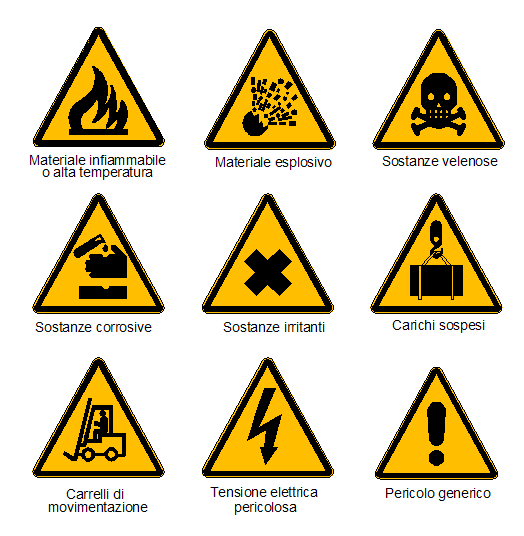 Materiale infiammabile
o alta temperatura
Materiale esplosivo
Sostanze velenose
Sostanze corrosive
Sostanze irritanti
Carichi sospesi
Carrelli di
movimentazione
Tensione elettrica
pericolosa
Pericolo generico